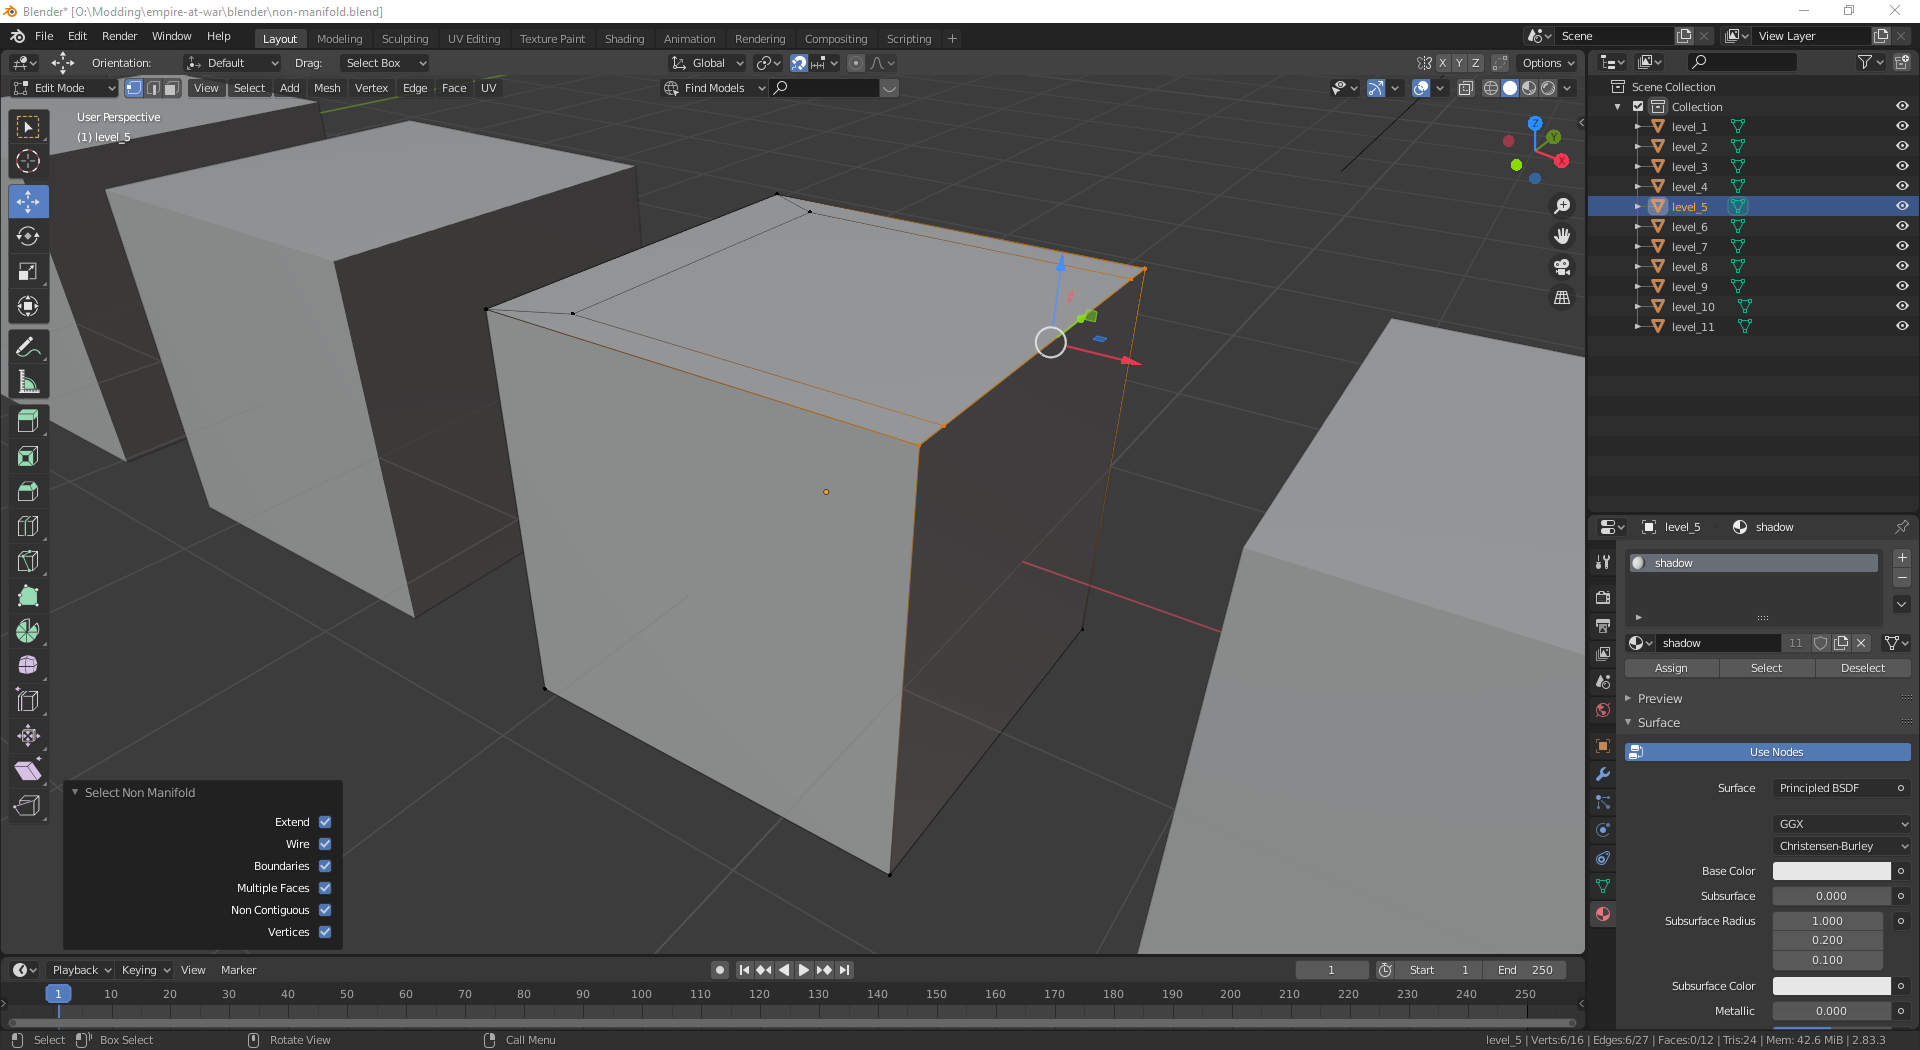 Blender* [O:\Modding\empire-at-war\blender\non-manifold.blend]
File Edit Render Window Help Layout Modeling Sculpting UV Editing Texture Paint Shading Animation Rendering Compositing Scripting + Scene View Layer
Orientation: Default Drag: Select Box Global X Y Z Options
Edit Mode View Select Add Mesh Vertex Edge Face UV Find Models
User Perspective
(1) level_5
Z
Y
X
Scene Collection
Collection
level_1
level_2
level_3
level_4
level_5
level_6
level_7
level_8
level_9
level_10
level_11
level_5 shadow
shadow
shadow 11
Assign Select Deselect
Preview
Surface
Use Nodes
Surface Principled BSDF
GGX
Christensen-Burley
Base Color
Subsurface 0.000
Subsurface Radius 1.000
0.200
0.100
Subsurface Color
Metallic 0.000
Select Non Manifold
Extend
Wire
Boundaries
Multiple Faces
Non Contiguous
Vertices
Playback Keying View Marker 1 Start 1 End 250
1 10 20 30 40 50 60 70 80 90 100 110 120 130 140 150 160 170 180 190 200 210 220 230 240 250
Select Box Select Rotate View Call Menu level_5 | Verts:6/16 | Edges:6/27 | Faces:0/12 | Tris:24 | Mem: 42.6 MiB | 2.83.3